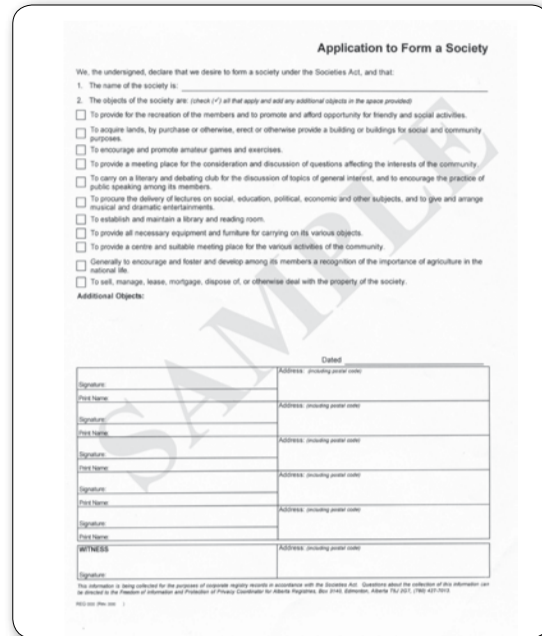 Application to Form a Society
We, the undersigned, declare that we desire to form a society under the Societies Act, and that:
1. The name of the society is:
2. The objects of the society are: (check (✓) all that apply and add any additional objects in the space provided)
To provide for the recreation of the members and to promote and afford opportunity for friendly and social activities.
To acquire lands, by purchase or otherwise, erect or otherwise provide a building or buildings for social and community
purposes.
To encourage and promote amateur games and exercises.
To provide a meeting place for the consideration and discussion of questions affecting the interests of the community.
To carry on a literary and debating club for the discussion of topics of general interest, and to encourage the practice of
public speaking among its members.
To procure the delivery of lectures on social, education, political, economic and other subjects, and to give and arrange
musical and dramatic entertainments.
To establish and maintain a library and reading room.
To provide all necessary equipment and furniture for carrying on its various objects.
To provide a centre and suitable meeting place for the various activities of the community.
Generally to encourage and foster and develop among its members a recognition of the importance of agriculture in the
national life.
To sell, manage, lease, mortgage, dispose of, or otherwise deal with the property of the society.
Additional Objects:
SAMPLE
Dated
Address: (including postal code)
Signature:
Print Name:
Address: (including postal code)
Signature:
Print Name:
Address: (including postal code)
Signature:
Print Name:
Address: (including postal code)
Signature:
Print Name:
Address: (including postal code)
Signature:
Print Name:
WITNESS
Address: (including postal code)
Signature:
This information is being collected for the purposes of corporate registry records in accordance with the Societies Act. Questions about the collection of this information can
be directed to the Freedom of Information and Protection of Privacy Coordinator for Alberta Registries, Box 3140, Edmonton, Alberta T5J 2G7, (780) 427-7013.